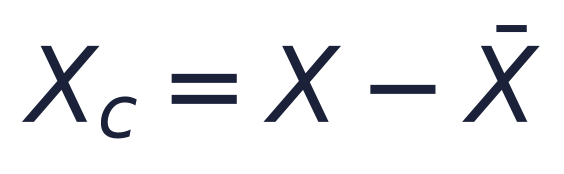 X_c = X − X̄